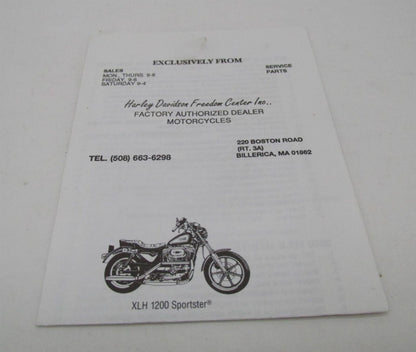 EXCLUSIVELY FROM
SALES
MON., THURS. 9-8
FRIDAY, 9-6
SATURDAY 9-4
SERVICE
PARTS
Harley Davidson Freedom Center Inc..
FACTORY AUTHORIZED DEALER
MOTORCYCLES
TEL. (508) 663-6298
220 BOSTON ROAD
(RT. 3A)
BILLERICA, MA 01862
XLH 1200 Sportster®